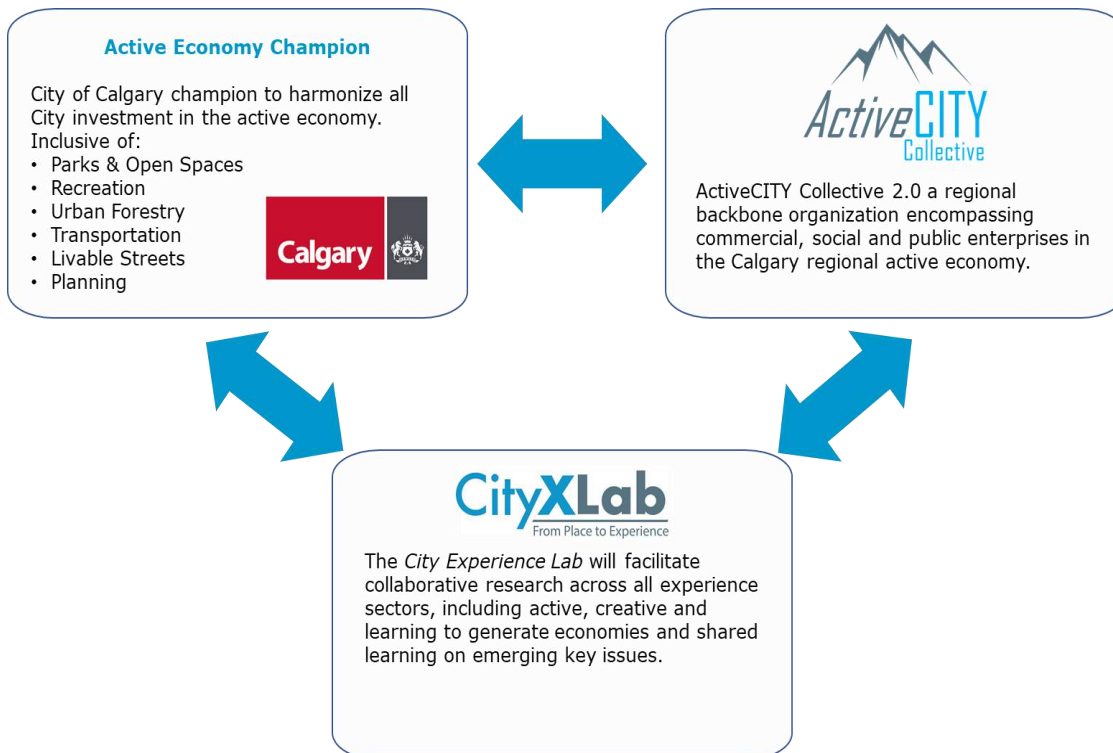 Active Economy Champion
City of Calgary champion to harmonize all
City investment in the active economy.
Inclusive of:
• Parks & Open Spaces
• Recreation
• Urban Forestry
• Transportation
• Livable Streets
• Planning
Calgary
ActiveCITY
Collective
ActiveCITY Collective 2.0 a regional
backbone organization encompassing
commercial, social and public enterprises in
the Calgary regional active economy.
CityXLab
From Place to Experience
The City Experience Lab will facilitate
collaborative research across all experience
sectors, including active, creative and
learning to generate economies and shared
learning on emerging key issues.